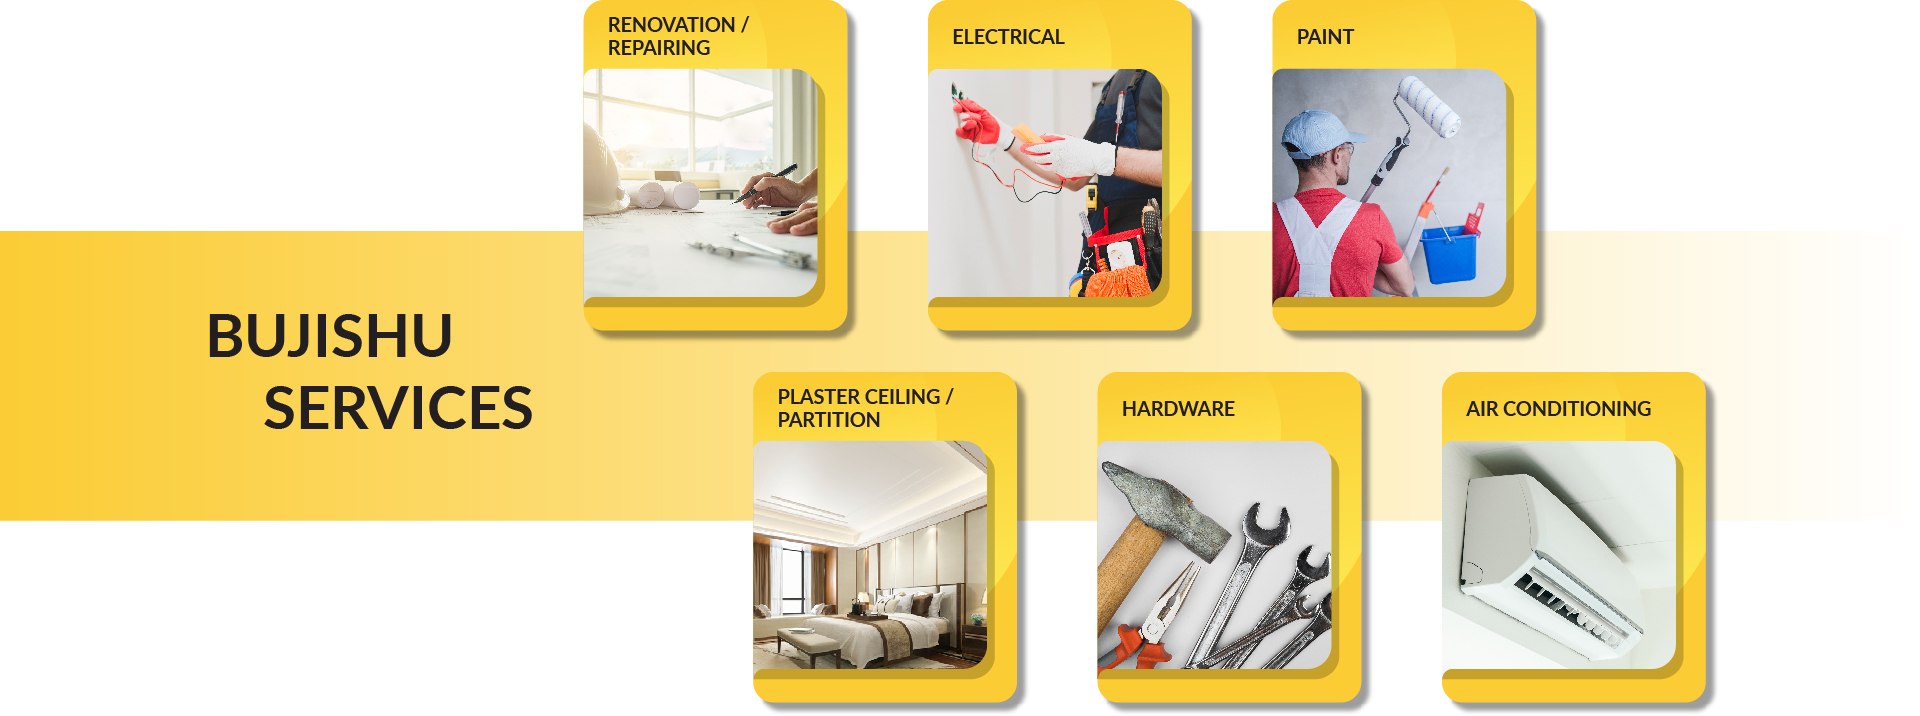 BUJISHU
SERVICES
RENOVATION /
REPAIRING
ELECTRICAL
PAINT
PLASTER CEILING /
PARTITION
HARDWARE
AIR CONDITIONING